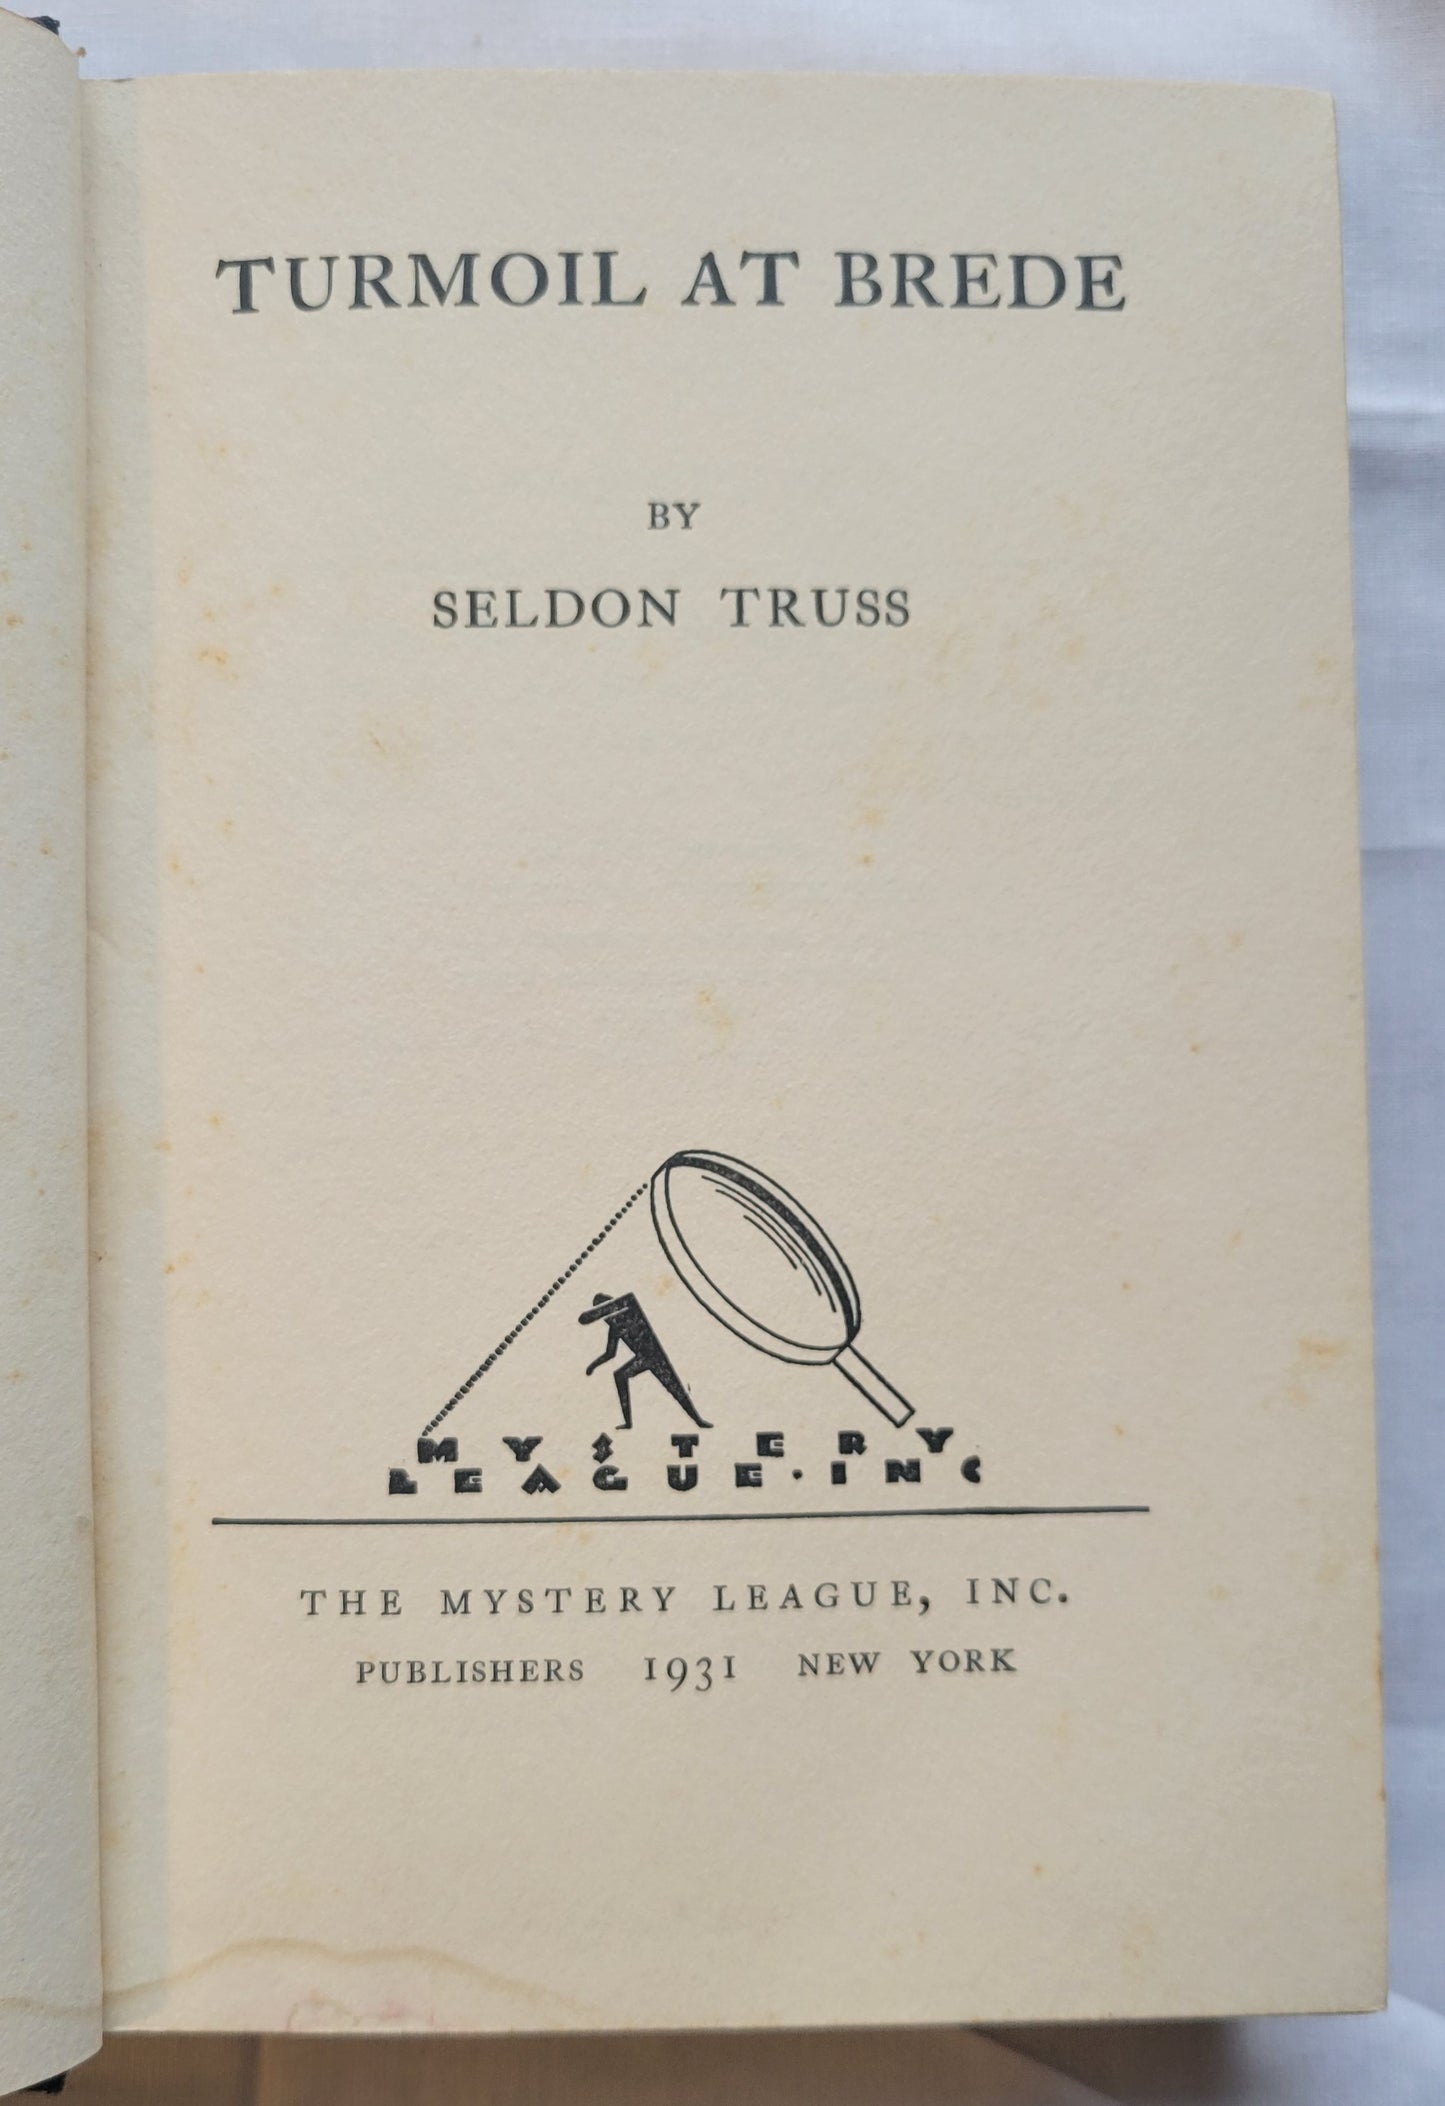 TURMOIL AT BREDE
BY
SELDON TRUSS
MYSTERY
LEAGUE·INC
THE MYSTERY LEAGUE, INC.
PUBLISHERS 1931 NEW YORK